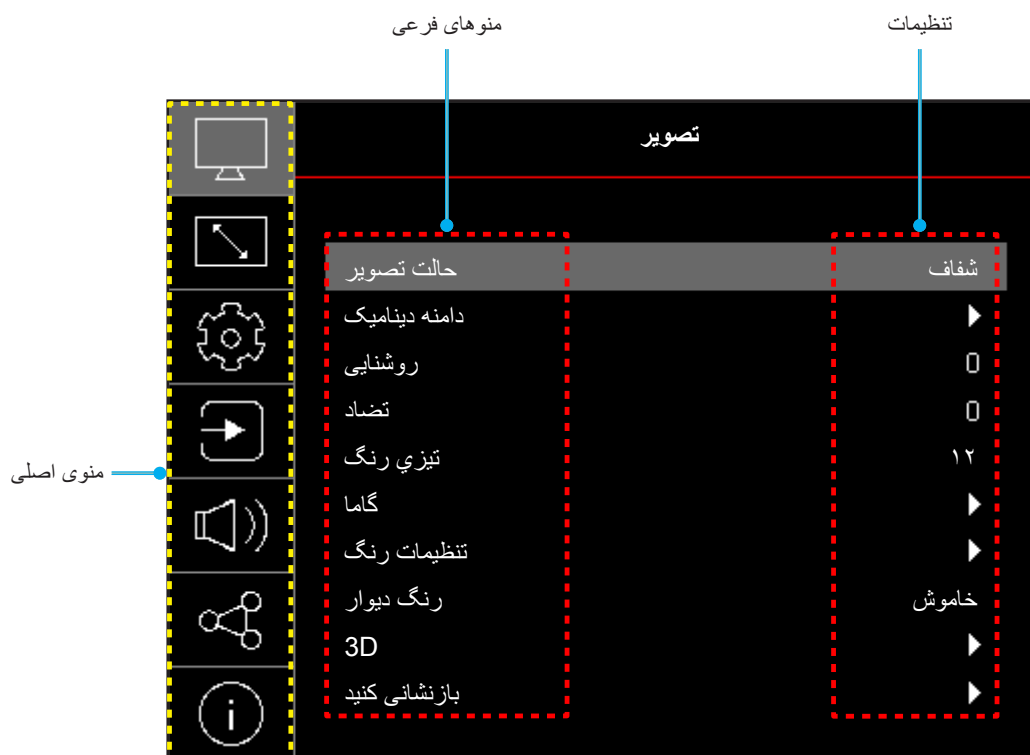 منوهای فرعی
تنظیمات
تصویر
حالت تصویر شفاف
دامنه دینامیک
روشنایی 0
تضاد 0
تيزي رنگ ۱۲
گاما
تنظیمات رنگ
رنگ دیوار خاموش
3D
بازنشانی کنید
منوی اصلی